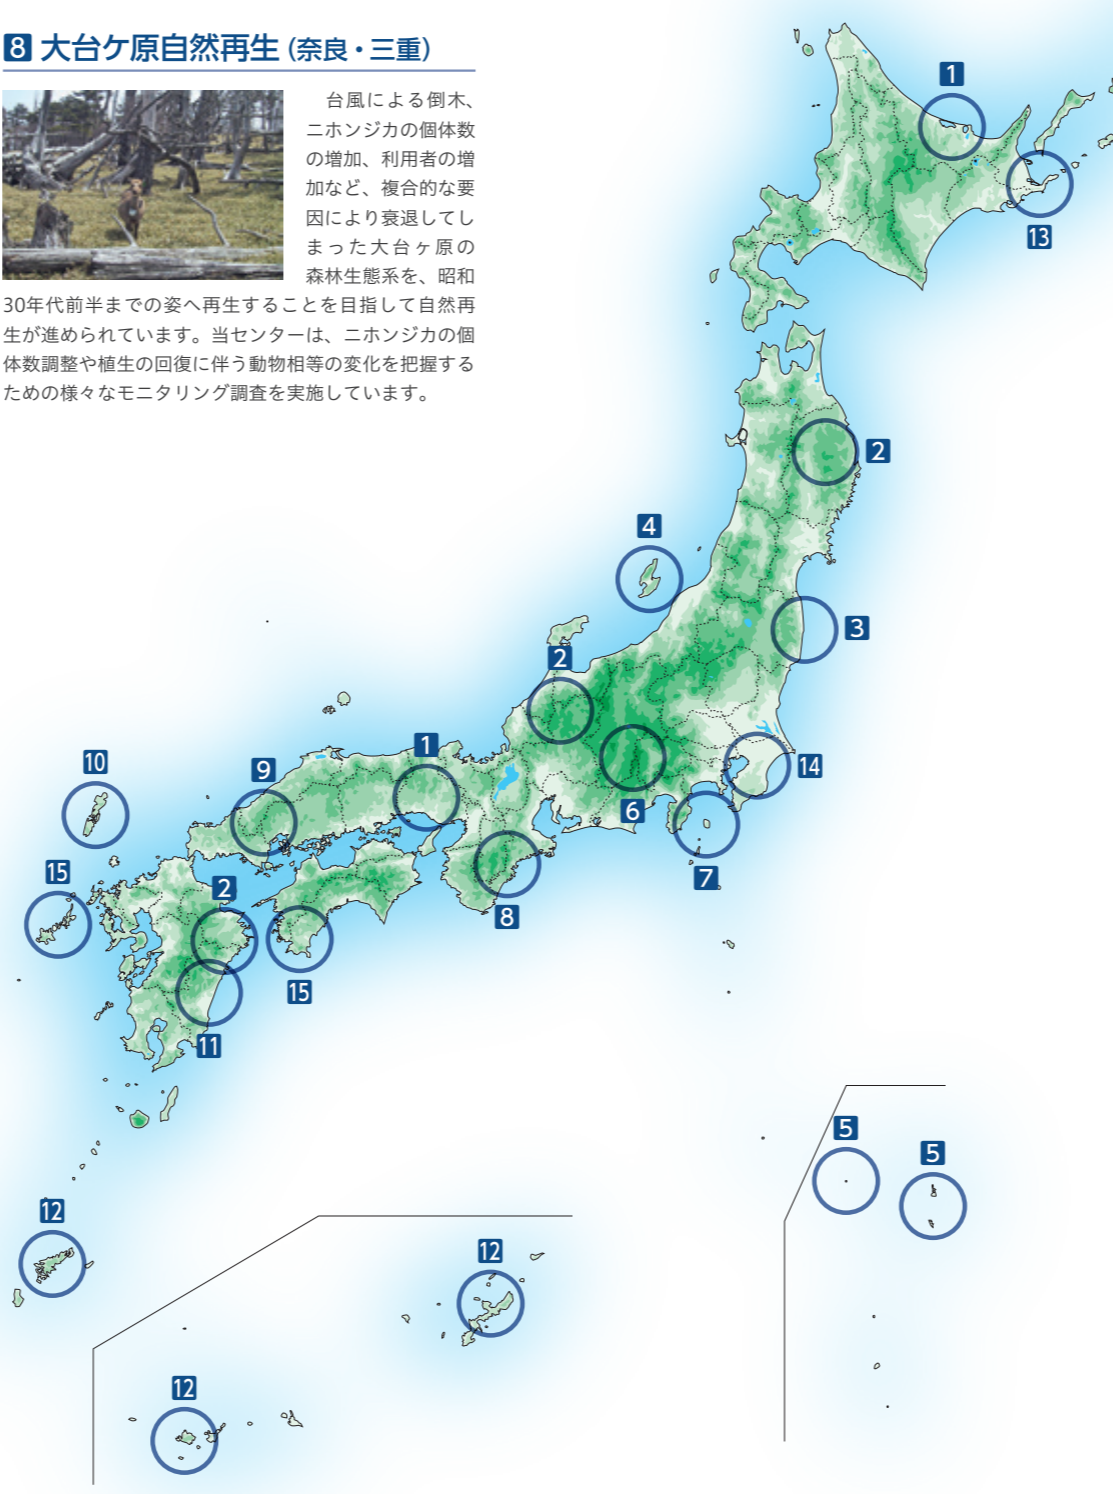 8 大台ケ原自然再生（奈良・三重）
台風による倒木、
ニホンジカの個体数
の増加、利用者の増
加など、複合的な要
因により衰退してし
まった大台ヶ原の
森林生態系を、昭和
30年代前半までの姿へ再生することを目指して自然再
生が進められています。当センターは、ニホンジカの個
体数調整や植生の回復に伴う動物相等の変化を把握する
ための様々なモニタリング調査を実施しています。
1
13
2
4
3
2
1
9
10
14
6
7
15
2
8
15
11
5
5
12
12
12